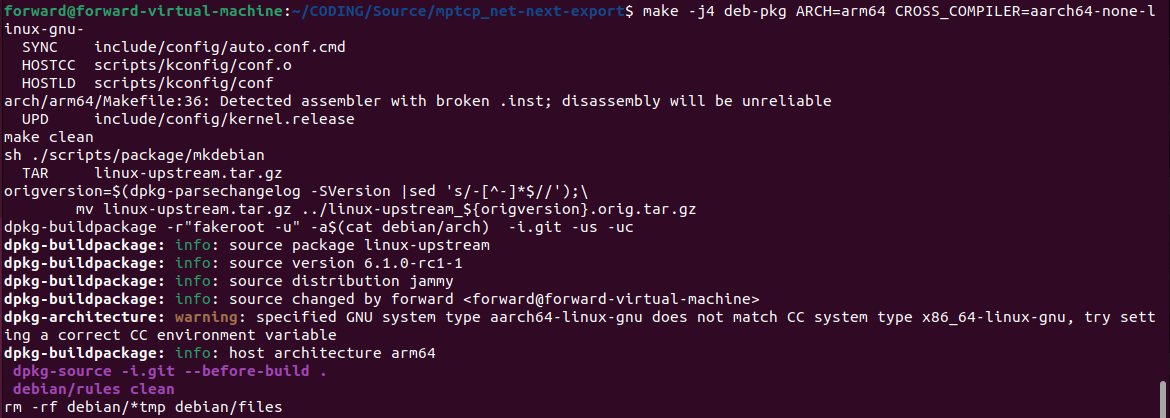 forward@forward-virtual-machine:~/CODING/Source/mptcp_net-next-export$ make -j4 deb-pkg ARCH=arm64 CROSS_COMPILER=aarch64-none-l
inux-gnu-
  SYNC    include/config/auto.conf.cmd
  HOSTCC  scripts/kconfig/conf.o
  HOSTLD  scripts/kconfig/conf
arch/arm64/Makefile:36: Detected assembler with broken .inst; disassembly will be unreliable
  UPD     include/config/kernel.release
make clean
sh ./scripts/package/mkdebian
  TAR     linux-upstream.tar.gz
origversion=$(dpkg-parsechangelog -SVersion |sed 's/-[^-]*$//');\
        mv linux-upstream.tar.gz ../linux-upstream_${origversion}.orig.tar.gz
dpkg-buildpackage -r"fakeroot -u" -a$(cat debian/arch)  -i.git -us -uc
dpkg-buildpackage: info: source package linux-upstream
dpkg-buildpackage: info: source version 6.1.0-rc1-1
dpkg-buildpackage: info: source distribution jammy
dpkg-buildpackage: info: source changed by forward <forward@forward-virtual-machine>
dpkg-architecture: warning: specified GNU system type aarch64-linux-gnu does not match CC system type x86_64-linux-gnu, try sett
ing a correct CC environment variable
dpkg-buildpackage: info: host architecture arm64
 dpkg-source -i.git --before-build .
 debian/rules clean
rm -rf debian/*tmp debian/files